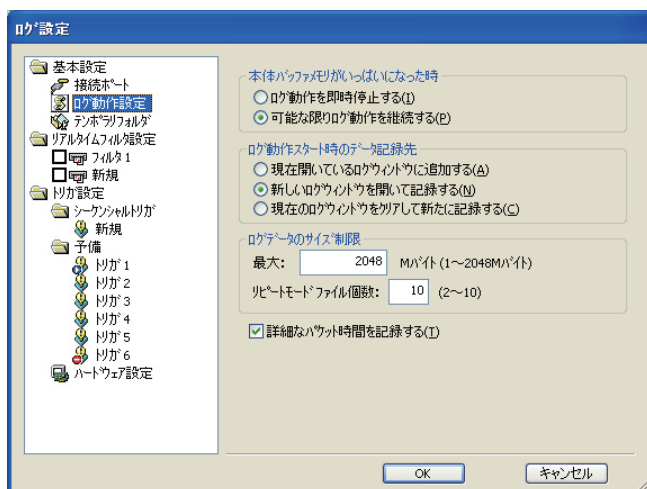 ログ設定
基本設定
接続ポート
ログ動作設定
テンポラリフォルダ
リアルタイムフィルタ設定
フィルタ1
新規
トリガ設定
シーケンシャルトリガ
新規
予備
トリガ1
トリガ2
トリガ3
トリガ4
トリガ5
トリガ6
ハードウェア設定
本体バッファメモリがいっぱいになった時
ログ動作を即時停止する(I)
可能な限りログ動作を継続する(P)
ログ動作スタート時のデータ記録先
現在開いているログウィンドウに追加する(A)
新しいログウィンドウを開いて記録する(N)
現在のログウィンドウをクリアして新たに記録する(C)
ログデータのサイズ制限
最大: 2048 Mバイト (1～2048Mバイト)
リピートモードファイル個数: 10 (2～10)
詳細なパケット時間を記録する(T)
OK キャンセル